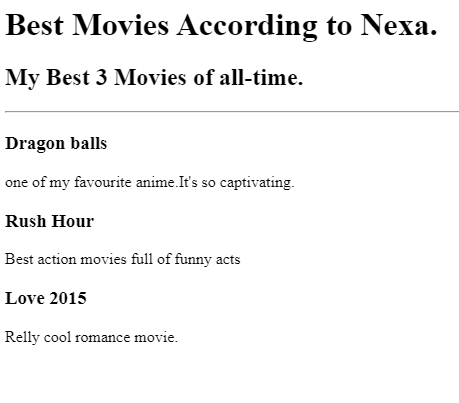 Best Movies According to Nexa.
My Best 3 Movies of all-time.
Dragon balls
one of my favourite anime.It's so captivating.
Rush Hour
Best action movies full of funny acts
Love 2015
Relly cool romance movie.